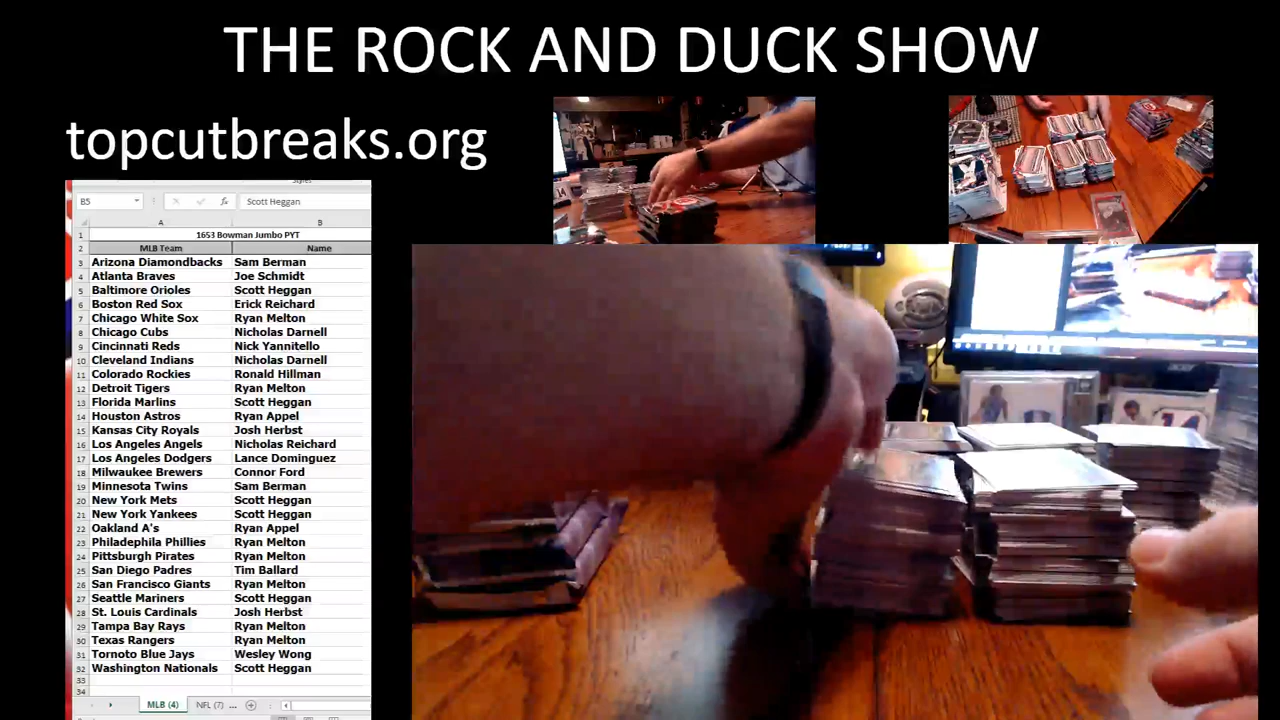 THE ROCK AND DUCK SHOW
topcutbreaks.org
B5 fx Scott Heggan
A B
1 1653 Bowman Jumbo PYT
2 MLB Team Name
3 Arizona Diamondbacks Sam Berman
4 Atlanta Braves Joe Schmidt
5 Baltimore Orioles Scott Heggan
6 Boston Red Sox Erick Reichard
7 Chicago White Sox Ryan Melton
8 Chicago Cubs Nicholas Darnell
9 Cincinnati Reds Nick Yannitello
10 Cleveland Indians Nicholas Darnell
11 Colorado Rockies Ronald Hillman
12 Detroit Tigers Ryan Melton
13 Florida Marlins Scott Heggan
14 Houston Astros Ryan Appel
15 Kansas City Royals Josh Herbst
16 Los Angeles Angels Nicholas Reichard
17 Los Angeles Dodgers Lance Dominguez
18 Milwaukee Brewers Connor Ford
19 Minnesota Twins Sam Berman
20 New York Mets Scott Heggan
21 New York Yankees Scott Heggan
22 Oakland A's Ryan Appel
23 Philadephila Phillies Ryan Melton
24 Pittsburgh Pirates Ryan Melton
25 San Diego Padres Tim Ballard
26 San Francisco Giants Ryan Melton
27 Seattle Mariners Scott Heggan
28 St. Louis Cardinals Josh Herbst
29 Tampa Bay Rays Ryan Melton
30 Texas Rangers Ryan Melton
31 Tornoto Blue Jays Wesley Wong
32 Washington Nationals Scott Heggan
33
34
MLB (4) NFL (7) ...
acer
14